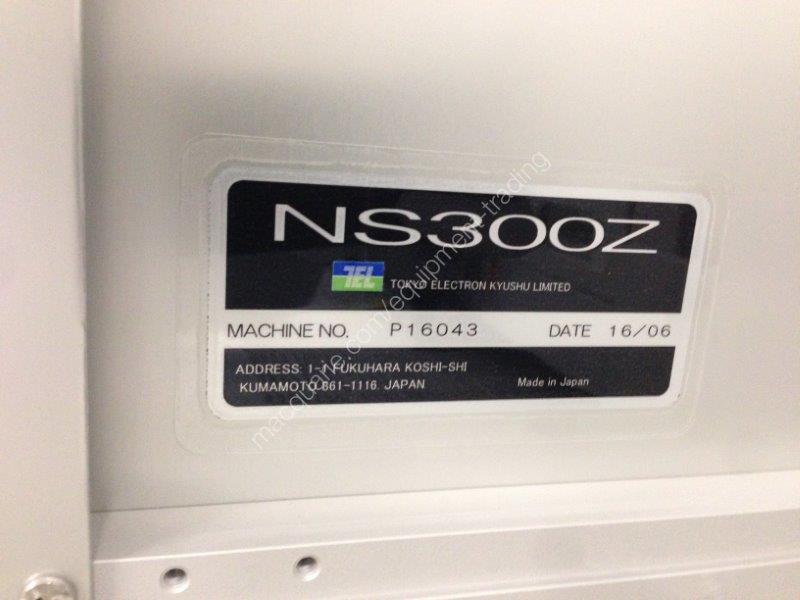 NS300Z
TEL TOKYO ELECTRON KYUSHU LIMITED
MACHINE NO. P16043 DATE 16/06
ADDRESS: 1-1 FUKUHARA KOSHI-SHI
KUMAMOTO 861-1116. JAPAN Made in Japan
macquarie.com/equipment-trading